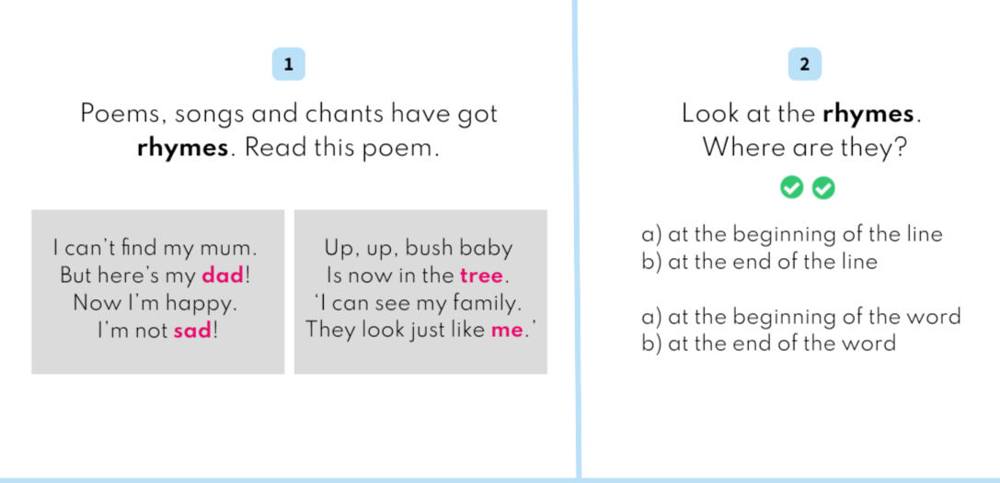 1
Poems, songs and chants have got
rhymes. Read this poem.
I can't find my mum.
But here's my dad!
Now I'm happy.
I'm not sad!
Up, up, bush baby
Is now in the tree.
‘I can see my family.
They look just like me.’
2
Look at the rhymes.
Where are they?
a) at the beginning of the line
b) at the end of the line
a) at the beginning of the word
b) at the end of the word